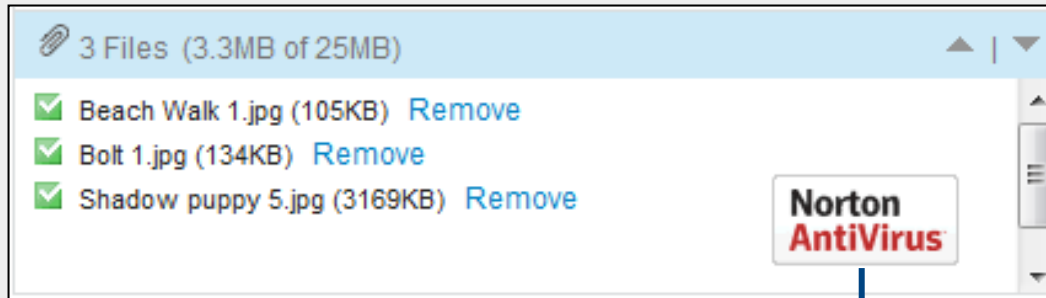 3 Files (3.3MB of 25MB)
Beach Walk 1.jpg (105KB) Remove
Bolt 1.jpg (134KB) Remove
Shadow puppy 5.jpg (3169KB) Remove
Norton
AntiVirus